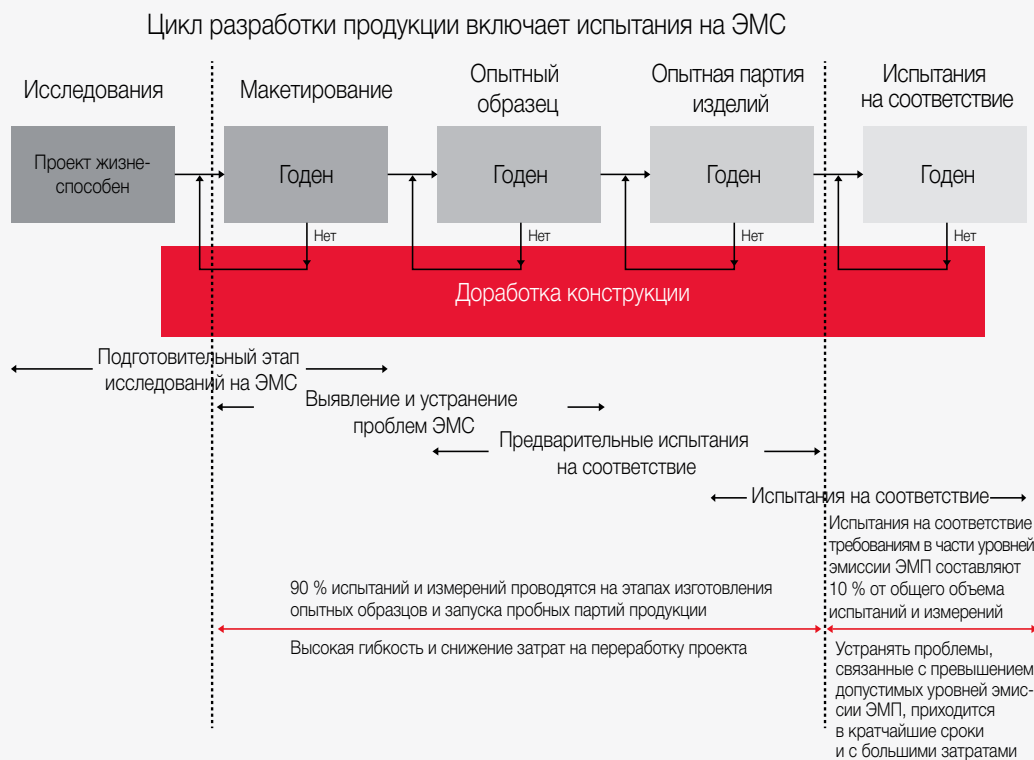 Цикл разработки продукции включает испытания на ЭМС
Исследования
Макетирование
Опытный
образец
Опытная партия
изделий
Испытания
на соответствие
Проект жизне-
способен
Годен
Годен
Годен
Годен
Нет
Нет
Нет
Нет
Доработка конструкции
Подготовительный этап
исследований на ЭМС
Выявление и устранение
проблем ЭМС
Предварительные испытания
на соответствие
Испытания на соответствие
Испытания на соответствие
требованиям в части уровней
эмиссии ЭМП составляют
10 % от общего объема
испытаний и измерений
90 % испытаний и измерений проводятся на этапах изготовления
опытных образцов и запуска пробных партий продукции
Высокая гибкость и снижение затрат на переработку проекта
Устранять проблемы,
связанные с превышением
допустимых уровней эмис-
сии ЭМП, приходится
в кратчайшие сроки
и с большими затратами